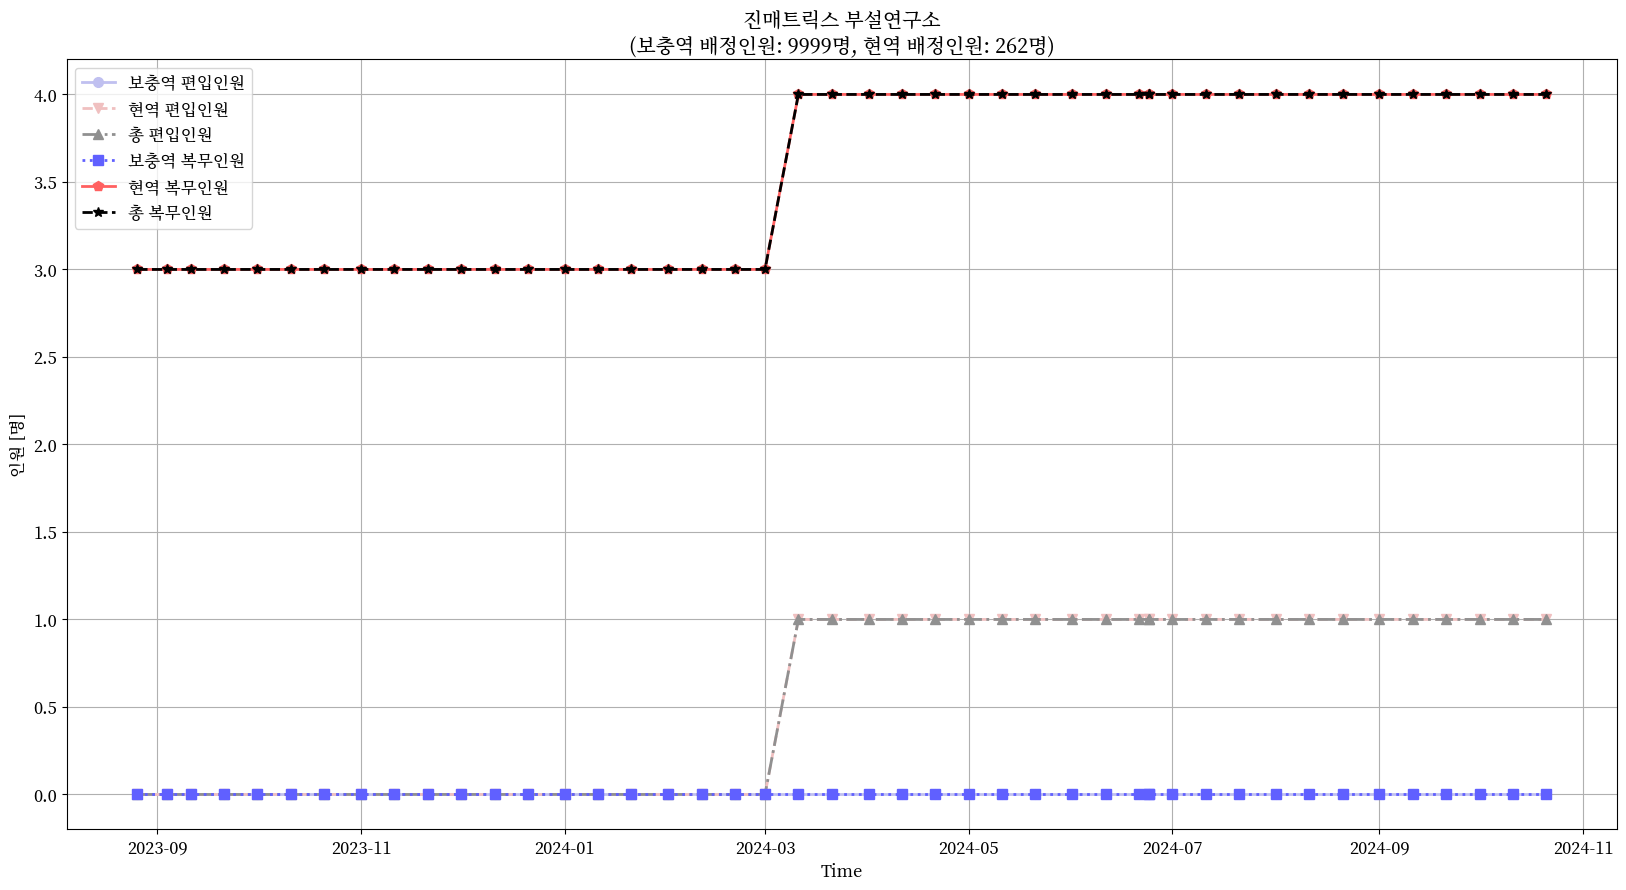 진매트릭스 부설연구소
(보충역 배정인원: 9999명, 현역 배정인원: 262명)
보충역 편입인원
현역 편입인원
총 편입인원
보충역 복무인원
현역 복무인원
총 복무인원
인원 [명]
4.0
3.5
3.0
2.5
2.0
1.5
1.0
0.5
0.0
2023-09 2023-11 2024-01 2024-03 2024-05 2024-07 2024-09 2024-11
Time